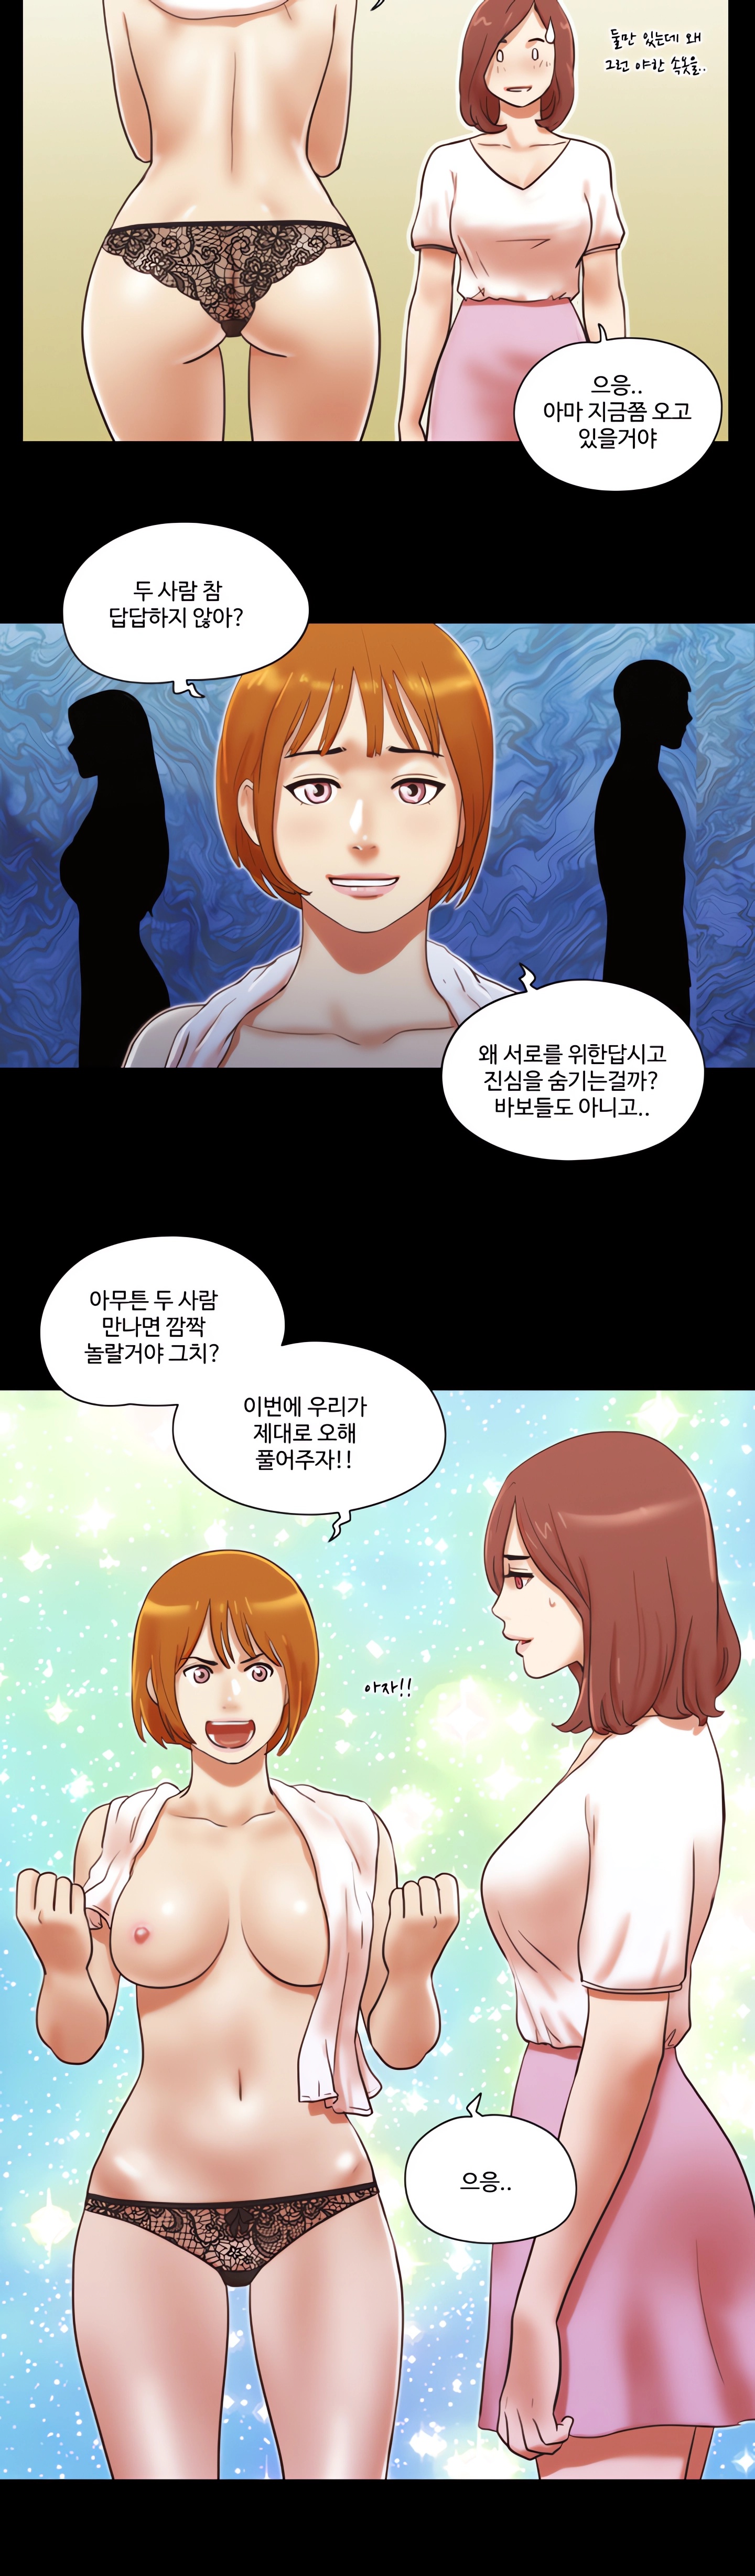 둘만 있는데 왜
그런 야한 속옷을..
으응..
아마 지금쯤 오고
있을거야
두 사람 참
답답하지 않아?
왜 서로를 위한답시고
진심을 숨기는걸까?
바보들도 아니고..
아무튼 두 사람
만나면 깜짝
놀랄거야 그치?
이번에 우리가
제대로 오해
풀어주자!!
아자!!
으응..